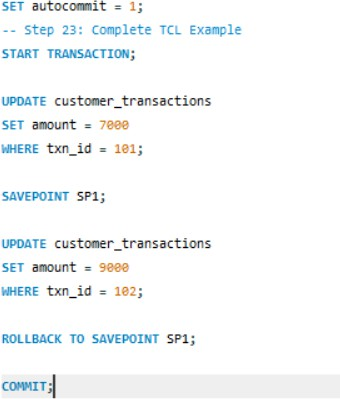 SET autocommit = 1;
-- Step 23: Complete TCL Example
START TRANSACTION;
UPDATE customer_transactions
SET amount = 7000
WHERE txn_id = 101;
SAVEPOINT SP1;
UPDATE customer_transactions
SET amount = 9000
WHERE txn_id = 102;
ROLLBACK TO SAVEPOINT SP1;
COMMIT;